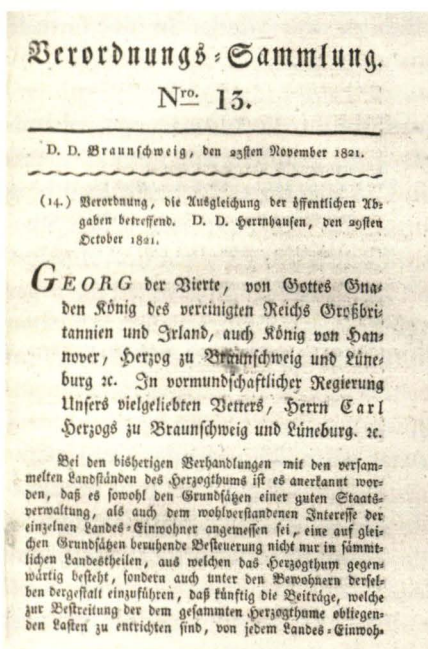 Verordnungs-Sammlung.
Nro. 13.
D. D. Braunschweig, den 23sten November 1821.
(14.) Verordnung, die Ausgleichung der öffentlichen Ab-
gaben betreffend. D. D. Herrnhausen, den 29sten
October 1821.
GEORG der Vierte, von Gottes Gna-
den König des vereinigten Reichs Großbri-
tannien und Irland, auch König von Han-
nover, Herzog zu Braunschweig und Lüne-
burg ꝛc. In vormundschaftlicher Regierung
Unsers vielgeliebten Vetters, Herrn Carl
Herzogs zu Braunschweig und Lüneburg. ꝛc.
Bei den bisherigen Verhandlungen mit den versam-
melten Landständen des Herzogthums ist es anerkannt wor-
den, daß es sowohl den Grundsätzen einer guten Staats-
verwaltung, als auch dem wohlverstandenen Interesse der
einzelnen Landes-Einwohner angemessen sei, eine auf glei-
chen Grundsätzen beruhende Besteuerung nicht nur in sämmt-
lichen Landestheilen, aus welchen das Herzogthum gegen-
wärtig besteht, sondern auch unter den Bewohnern dersel-
ben dergestalt einzuführen, daß künftig die Beiträge, welche
zur Bestreitung der dem gesammten Herzogthume obliegen-
den Lasten zu entrichten sind, von jedem Landes-Einwoh-